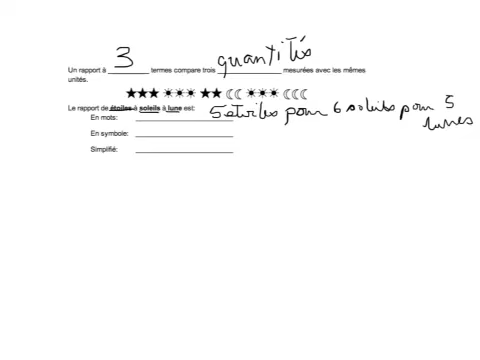 Un rapport à 3 termes compare trois quantités mesurées avec les mêmes
unités.
Le rapport de étoiles à soleils à lune est:
En mots: 5 etoiles pour 6 soleils pour 5
lunes
En symbole:
Simplifié: